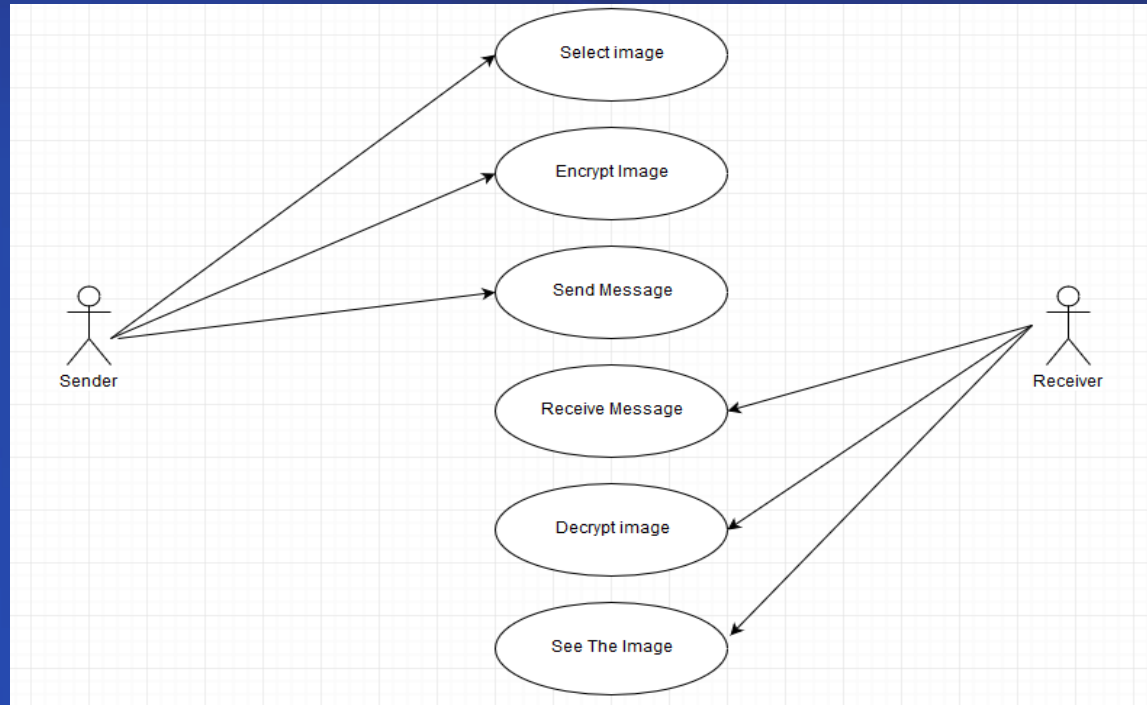 Select image
Encrypt Image
Send Message
Sender
Receiver
Receive Message
Decrypt image
See The Image